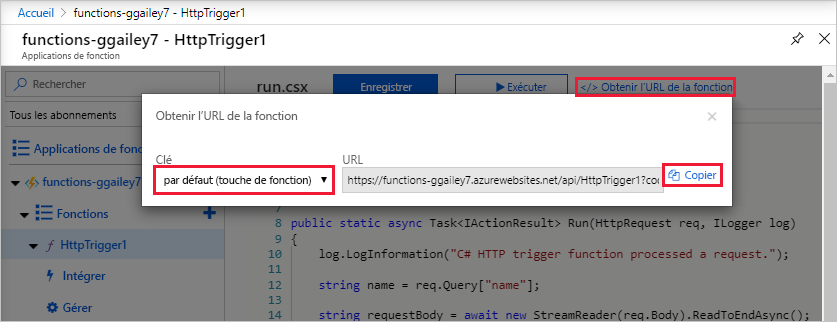 Accueil > functions-ggailey7 - HttpTrigger1
functions-ggailey7 - HttpTrigger1
Applications de fonction
Rechercher
run.csx
Enregistrer
Exécuter
</> Obtenir l'URL de la fonction
Tous les abonnements
Applications de fonc
functions-ggailey7
Fonctions
f HttpTrigger1
Intégrer
Gérer
Obtenir l'URL de la fonction
Clé
URL
par défaut (touche de fonction)
https://functions-ggailey7.azurewebsites.net/api/HttpTrigger1?co
Copier
7
8 public static async Task<IActionResult> Run(HttpRequest req, ILogger log)
9 {
10 log.LogInformation("C# HTTP trigger function processed a request.");
11
12 string name = req.Query["name"];
13
14 string requestBody = await new StreamReader(req.Body).ReadToEndAsync();